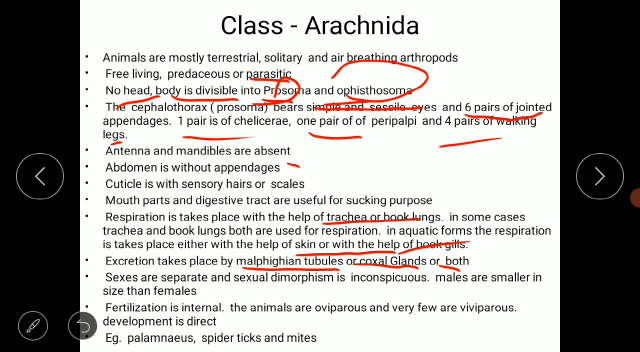 Class - Arachnida
• Animals are mostly terrestrial, solitary and air breathing arthropods
• Free living, predaceous or parasitic
• No head, body is divisible into Prosoma and ophisthosoma
• The cephalothorax ( prosoma) bears simple and sessile eyes and 6 pairs of jointed
appendages. 1 pair is of chelicerae, one pair of of peripalpi and 4 pairs of walking
legs.
• Antenna and mandibles are absent
• Abdomen is without appendages
• Cuticle is with sensory hairs or scales
• Mouth parts and digestive tract are useful for sucking purpose
• Respiration is takes place with the help of trachea or book lungs. in some cases
trachea and book lungs both are used for respiration. in aquatic forms the respiration
is takes place either with the help of skin or with the help of book gills.
• Excretion takes place by malphighian tubules or coxal Glands or both
• Sexes are separate and sexual dimorphism is inconspicuous. males are smaller in
size than females
• Fertilization is internal. the animals are oviparous and very few are viviparous.
development is direct
• Eg. palamnaeus, spider ticks and mites